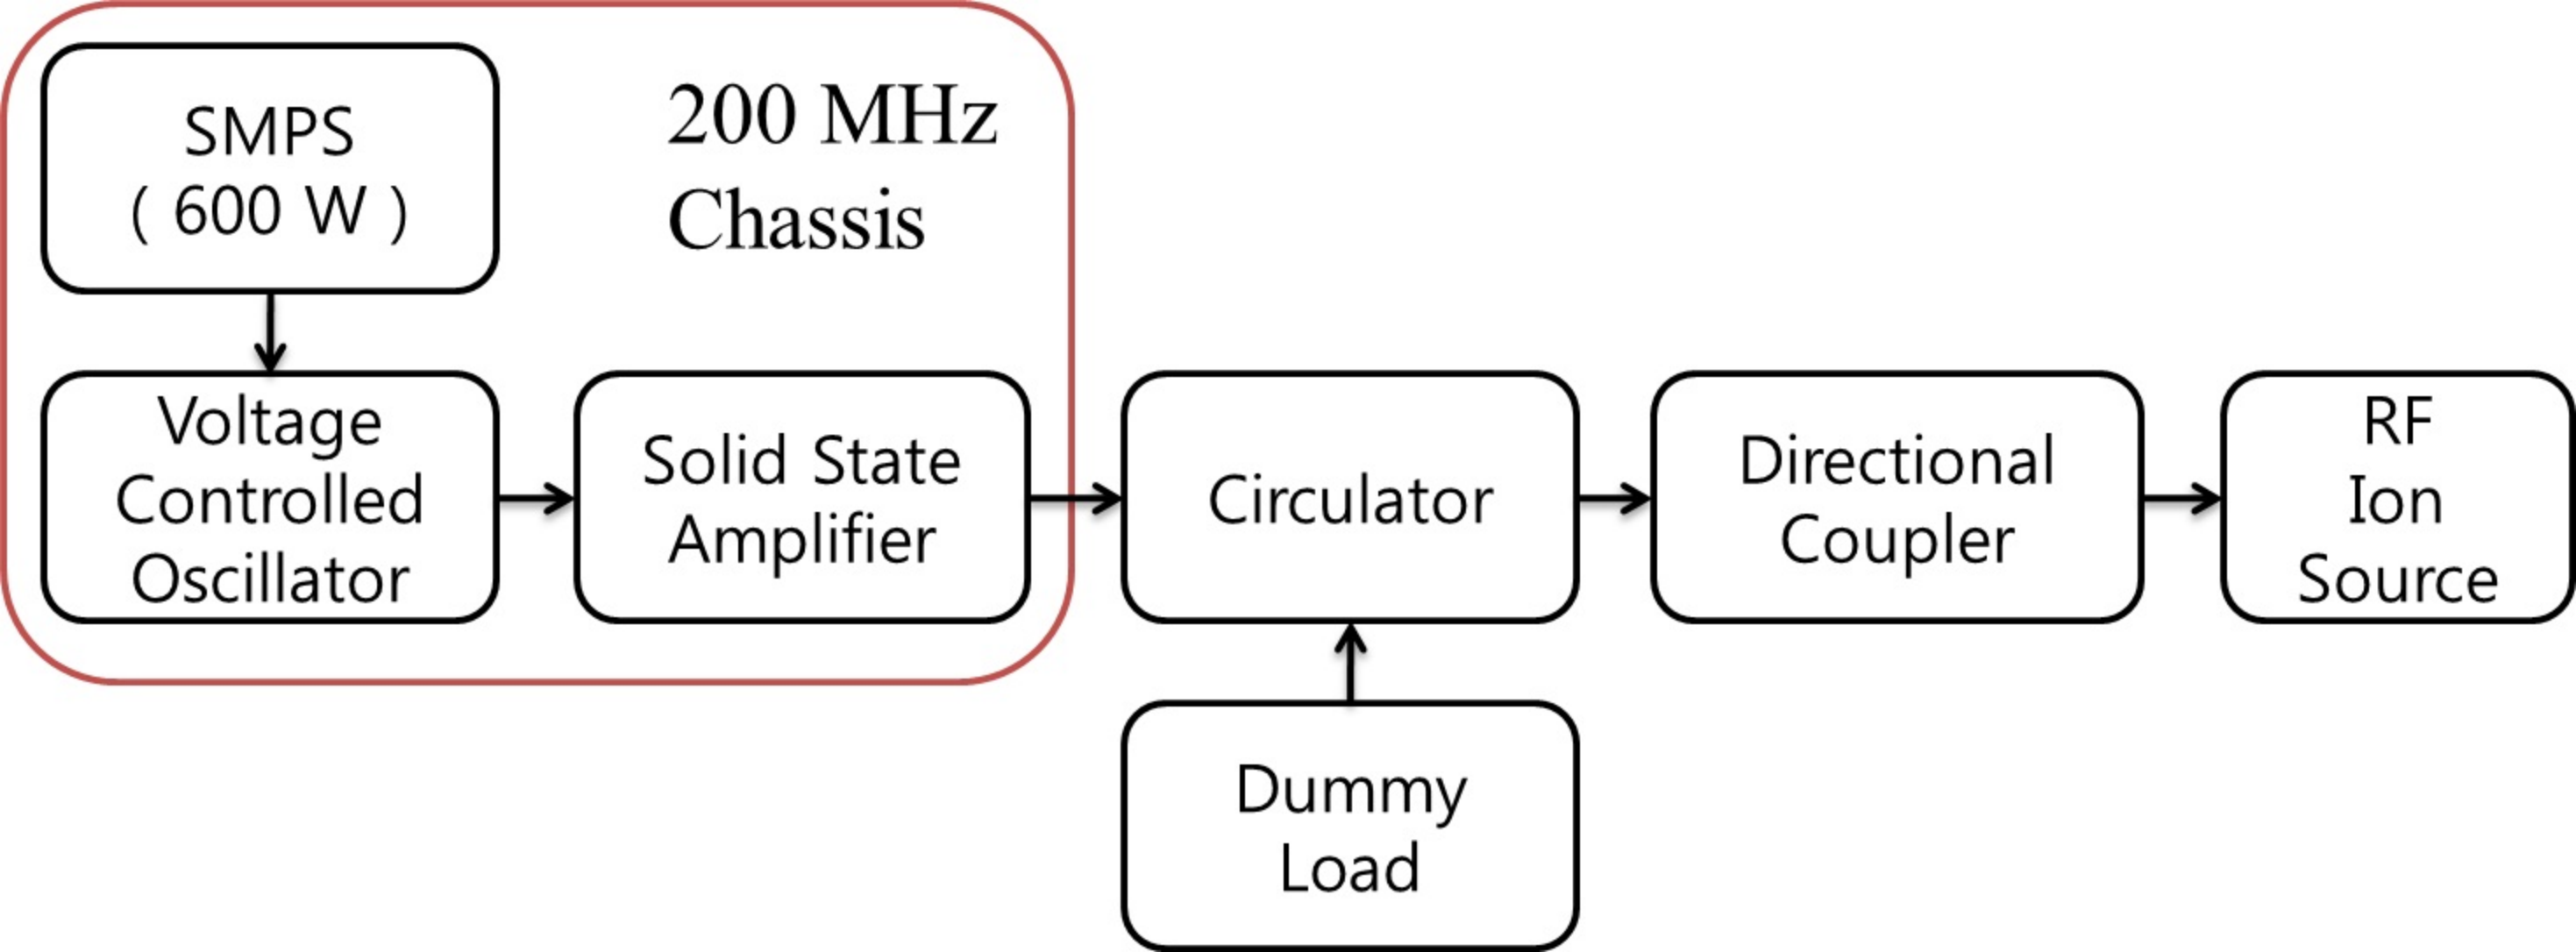 SMPS
( 600 W )
200 MHz
Chassis
Voltage
Controlled
Oscillator
Solid State
Amplifier
Circulator
Directional
Coupler
RF
Ion
Source
Dummy
Load